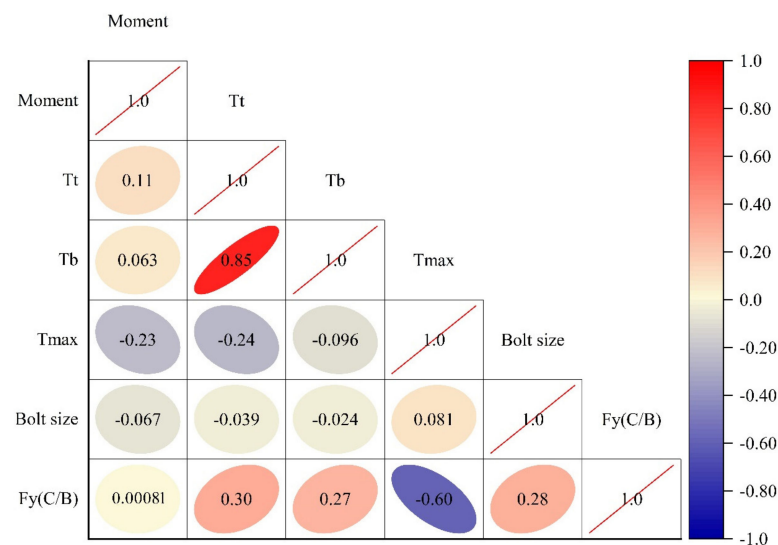 Moment
Moment 1.0 Tt
Tt 0.11 1.0 Tb
Tb 0.063 0.85 1.0 Tmax
Tmax -0.23 -0.24 -0.096 1.0 Bolt size
Bolt size -0.067 -0.039 -0.024 0.081 1.0 Fy(C/B)
Fy(C/B) 0.00081 0.30 0.27 -0.60 0.28 1.0
1.0
0.80
0.60
0.40
0.20
0.0
-0.20
-0.40
-0.60
-0.80
-1.0